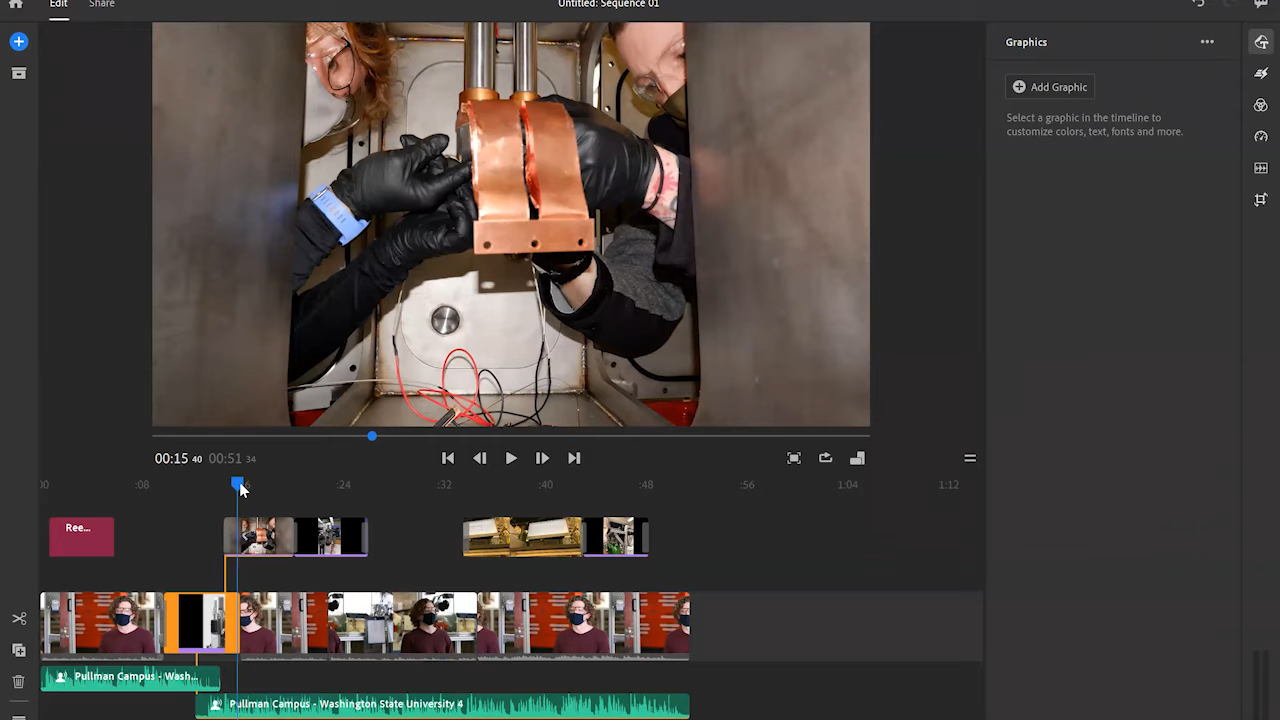 Edit Share Untitled: Sequence 01
Graphics
Add Graphic
Select a graphic in the timeline to
customize colors, text, fonts and more.
00:15 40 00:51 34
:00 :08 :24 :32 :40 :48 :56 1:04 1:12
Ree...
Pullman Campus - Wash...
Pullman Campus - Washington State University 4